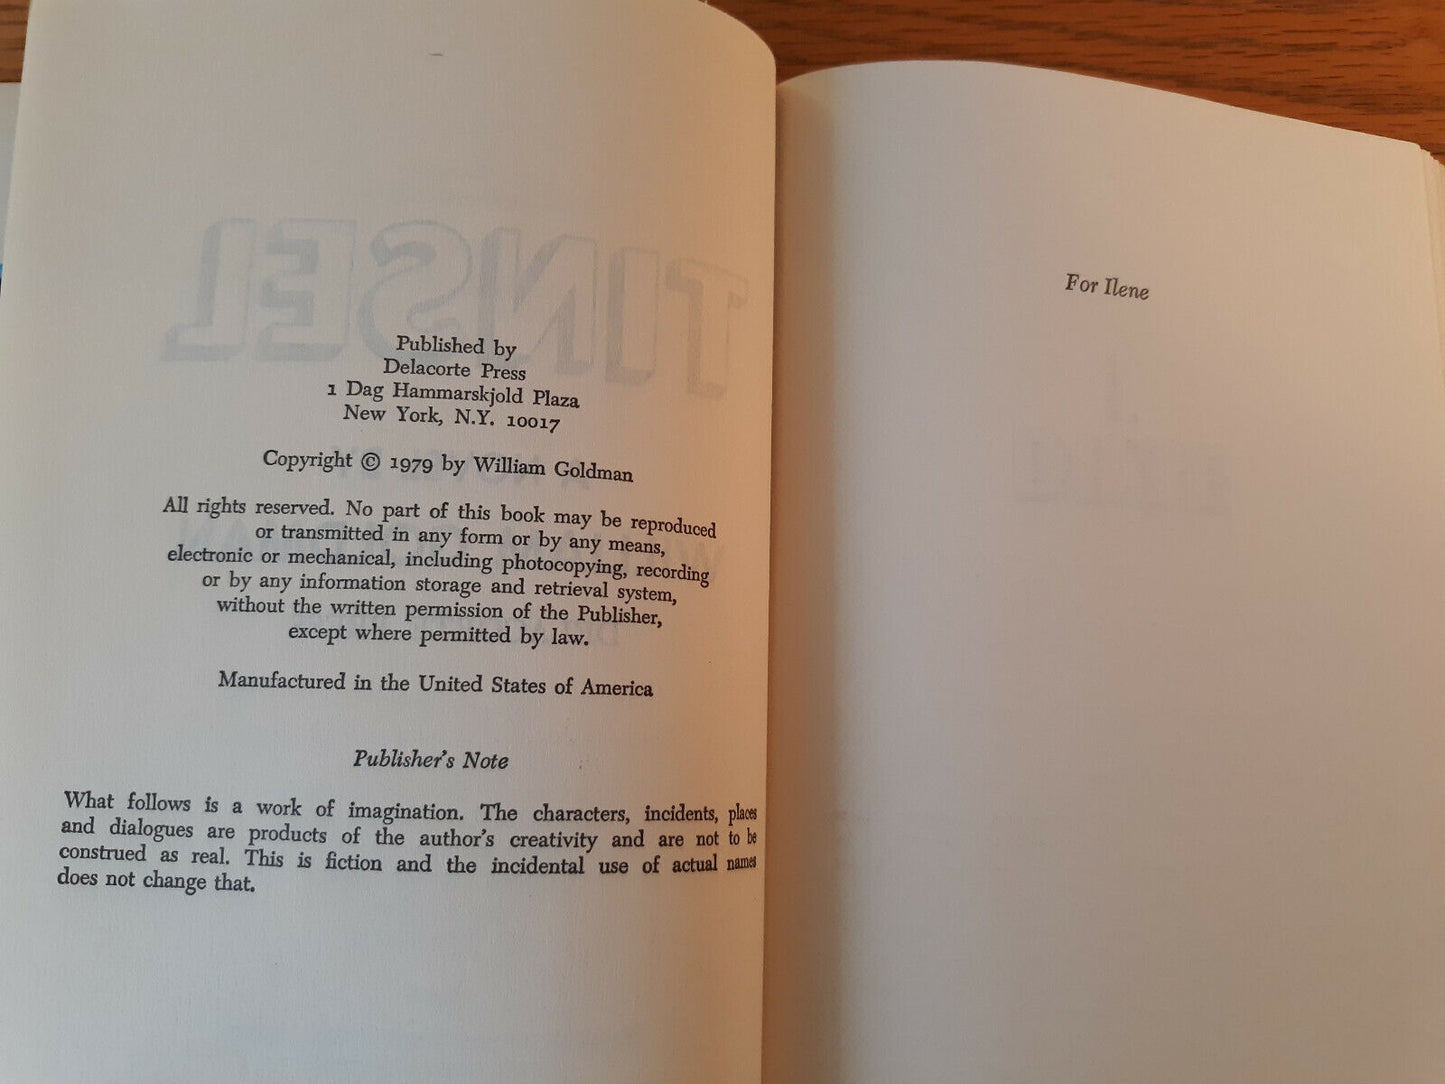 TINSEL
Published by
Delacorte Press
1 Dag Hammarskjold Plaza
New York, N.Y. 10017
Copyright © 1979 by William Goldman
All rights reserved. No part of this book may be reproduced
or transmitted in any form or by any means,
electronic or mechanical, including photocopying, recording
or by any information storage and retrieval system,
without the written permission of the Publisher,
except where permitted by law.
Manufactured in the United States of America
Publisher's Note
What follows is a work of imagination. The characters, incidents, places
and dialogues are products of the author's creativity and are not to be
construed as real. This is fiction and the incidental use of actual names
does not change that.
For Ilene